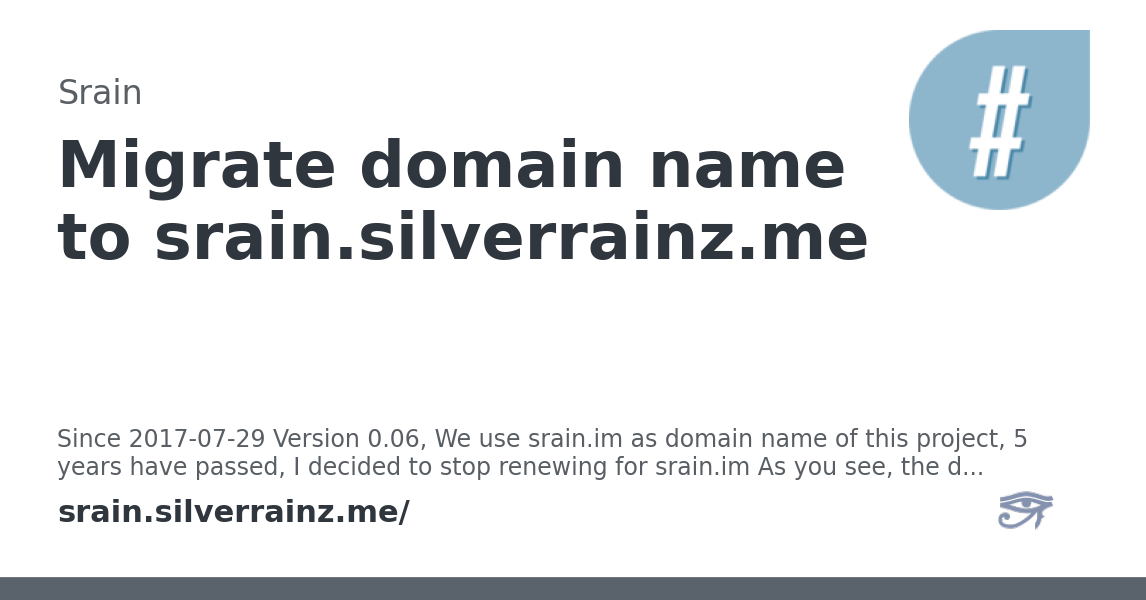 Srain
#
Migrate domain name
to srain.silverrainz.me
Since 2017-07-29 Version 0.06, We use srain.im as domain name of this project, 5
years have passed, I decided to stop renewing for srain.im As you see, the d...
srain.silverrainz.me/